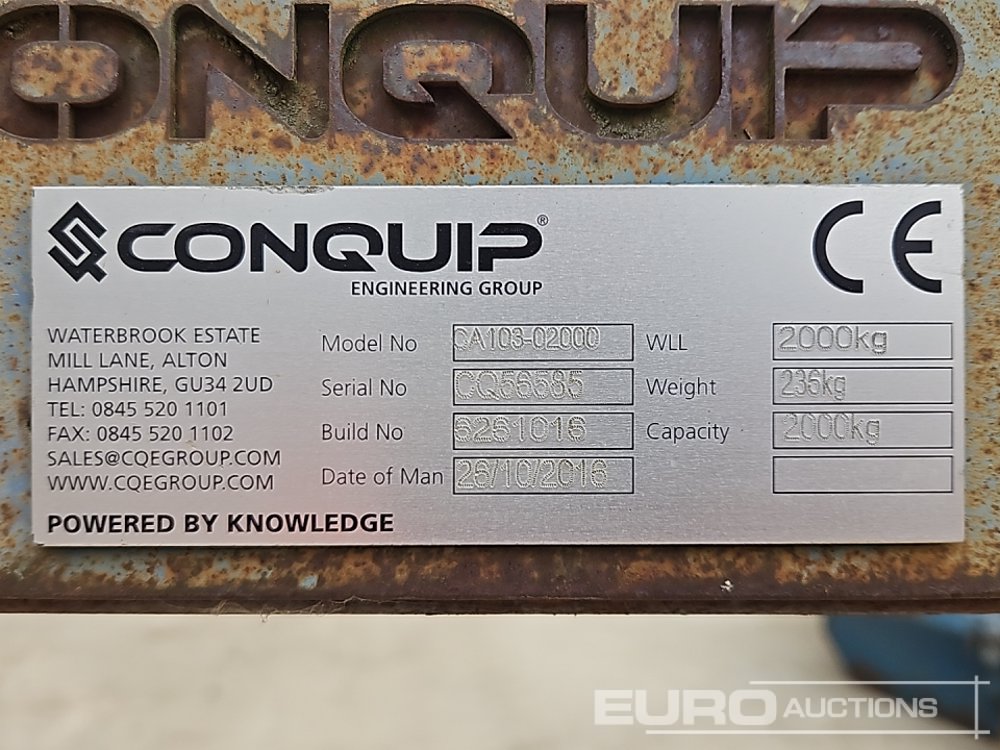 CONQUIP
CONQUIP®
ENGINEERING GROUP
CE
WATERBROOK ESTATE
MILL LANE, ALTON
HAMPSHIRE, GU34 2UD
TEL: 0845 520 1101
FAX: 0845 520 1102
SALES@CQEGROUP.COM
WWW.CQEGROUP.COM
POWERED BY KNOWLEDGE
Model No CA103-02000
Serial No CQ56585
Build No 6261016
Date of Man 26/10/2016
WLL 2000kg
Weight 236kg
Capacity 2000kg
EURO AUCTIONS